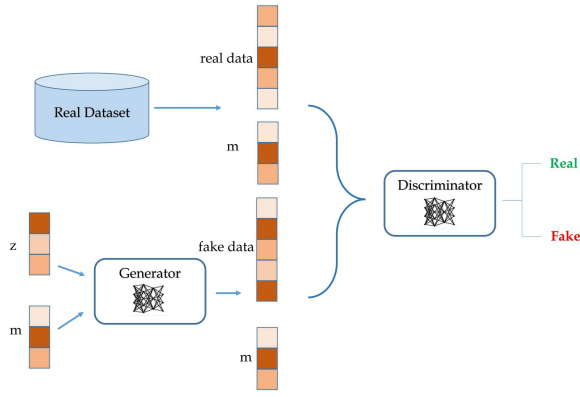 real data
Real Dataset
m
Discriminator
Real
Fake
z
fake data
Generator
m
m